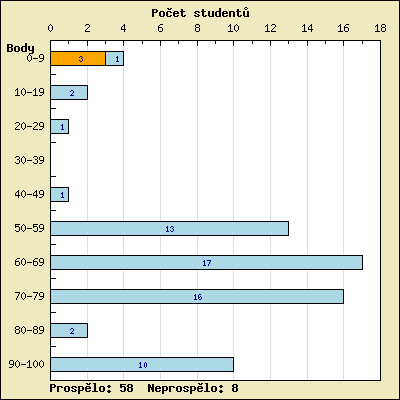 Počet studentů
0 2 4 6 8 10 12 14 16 18
Body
0-9 3 1
10-19 2
20-29 1
30-39
40-49 1
50-59 13
60-69 17
70-79 16
80-89 2
90-100 10
Prospělo: 58 Neprospělo: 8